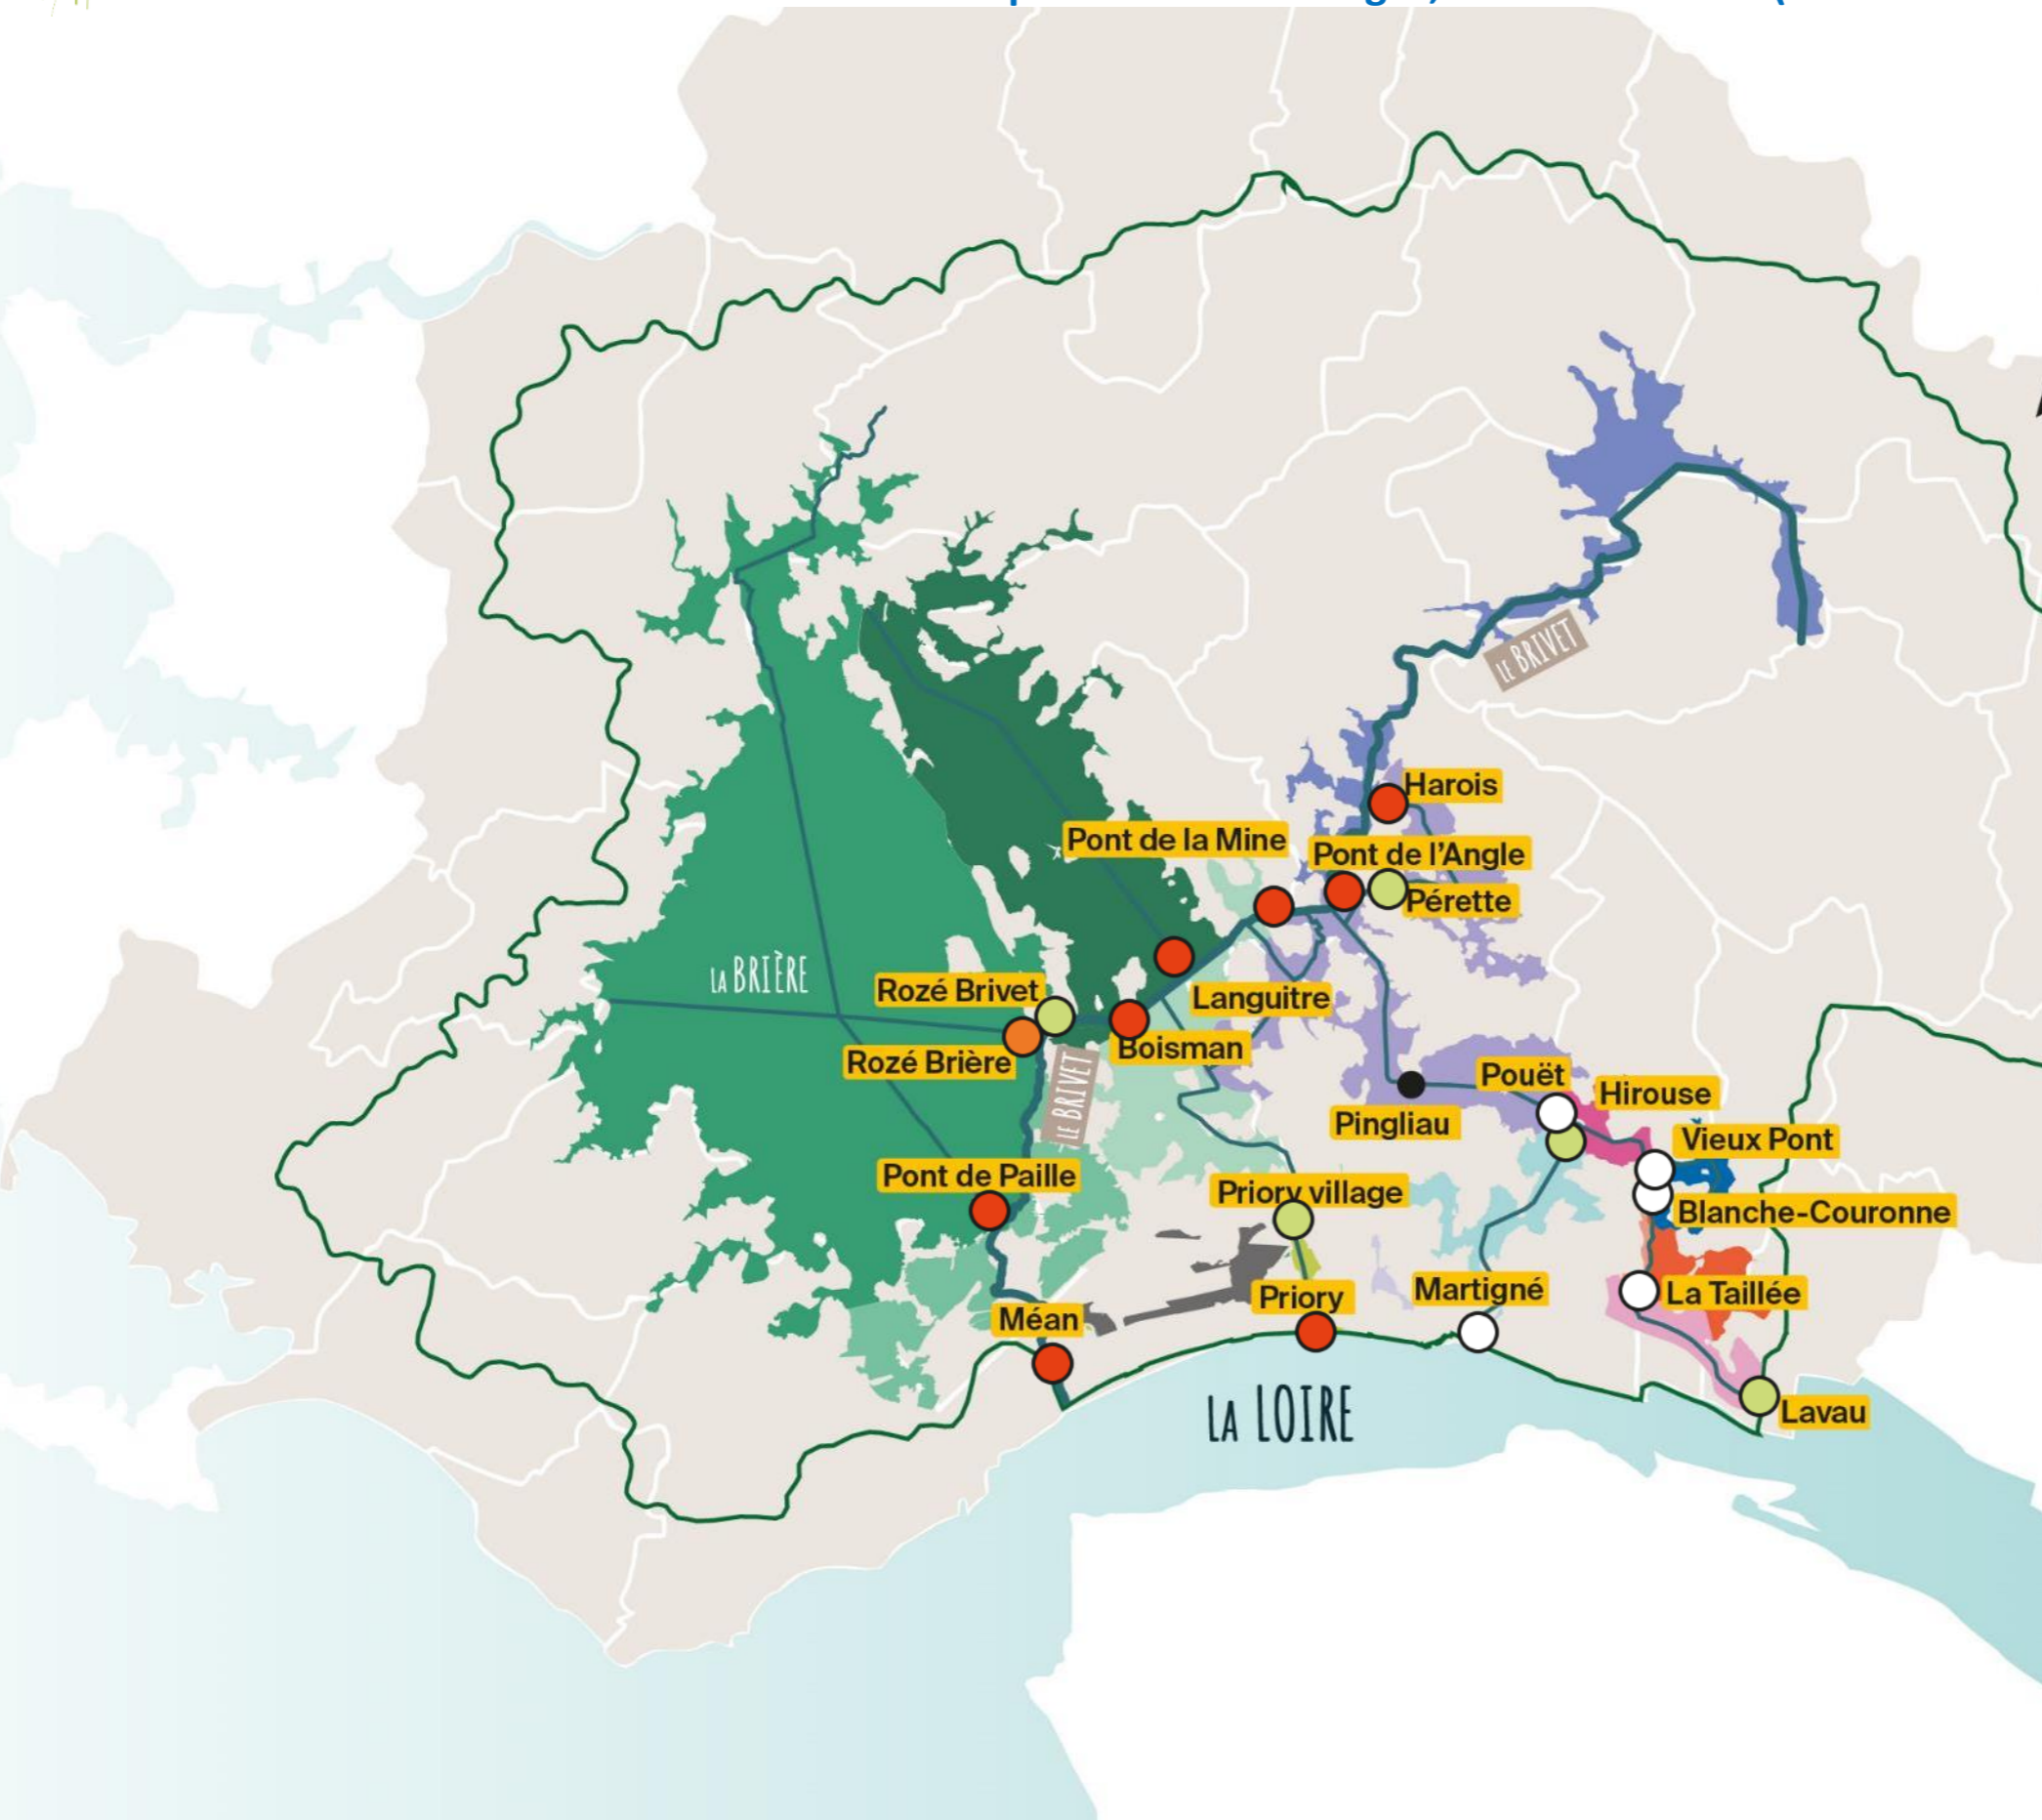 LE BRIVET
Harois
Pont de la Mine
Pont de l'Angle
Pérette
LA BRIÈRE
Rozé Brivet
Languitre
Boisman
Rozé Brière
LE BRIVET
Pouët
Hirouse
Pingliau
Vieux Pont
Pont de Paille
Priory village
Blanche-Couronne
Priory
Martigné
La Taillée
Méan
LA LOIRE
Lavau